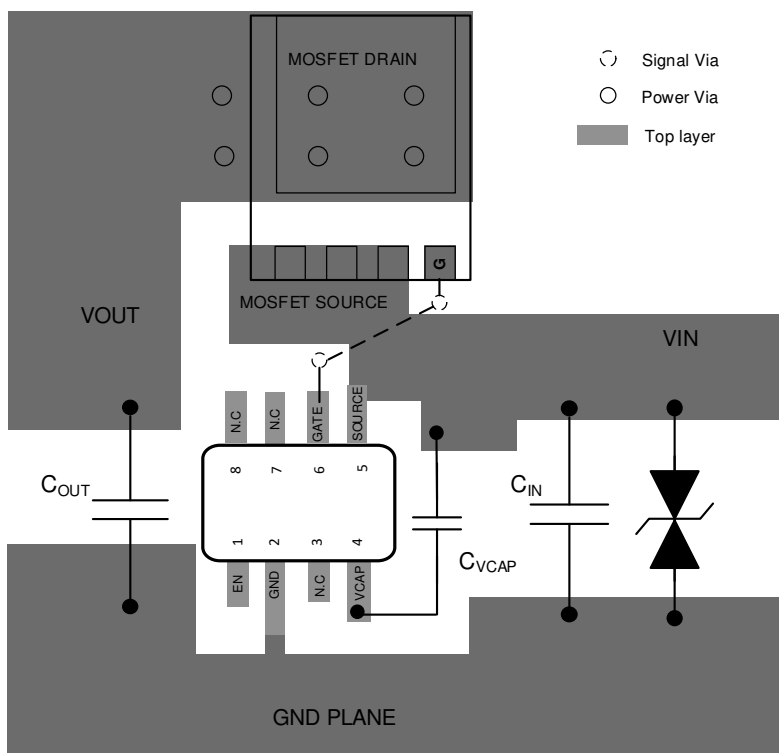 MOSFET DRAIN
Signal Via
Power Via
Top layer
G
MOSFET SOURCE
VOUT
VIN
N.C
N.C
GATE
SOURCE
8
7
6
5
COUT
CIN
1
2
3
4
CVCAP
EN
GND
N.C
VCAP
GND PLANE